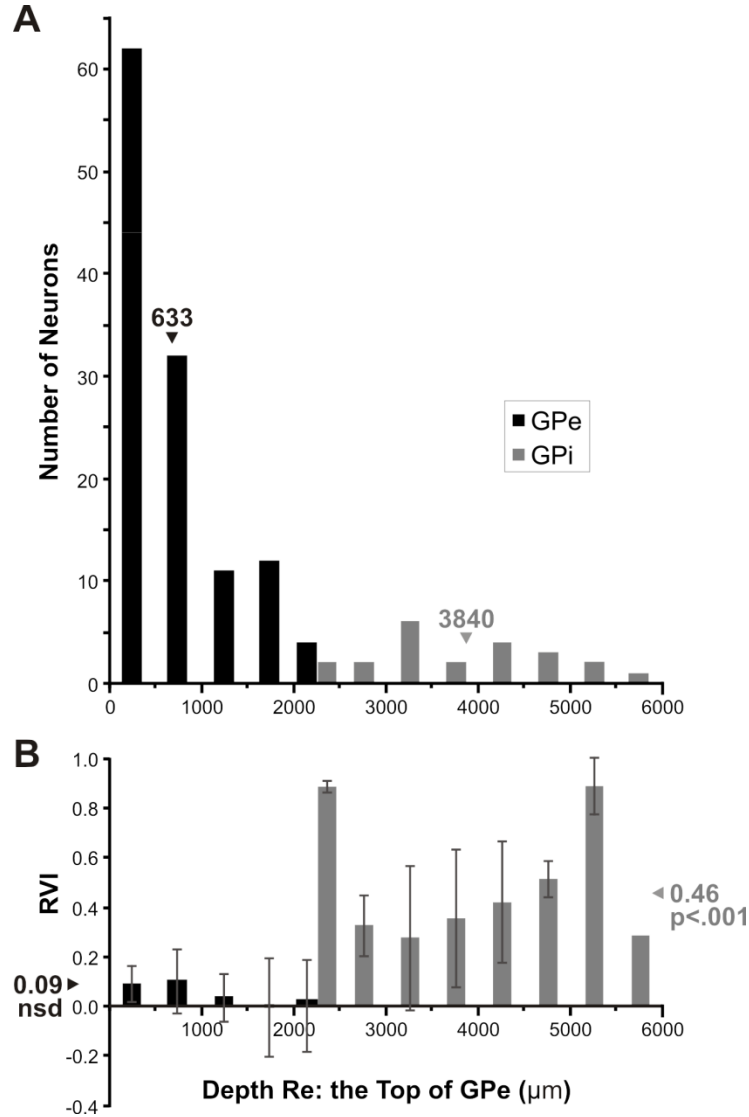 A
Number of Neurons
60
50
40
30
20
10
0
633
3840
GPe
GPi
0 1000 2000 3000 4000 5000 6000
B
RVI
1.0
0.8
0.6
0.4
0.2
0.0
-0.2
-0.4
0.09
nsd
0.46
p<.001
1000 2000 3000 4000 5000 6000
Depth Re: the Top of GPe (µm)